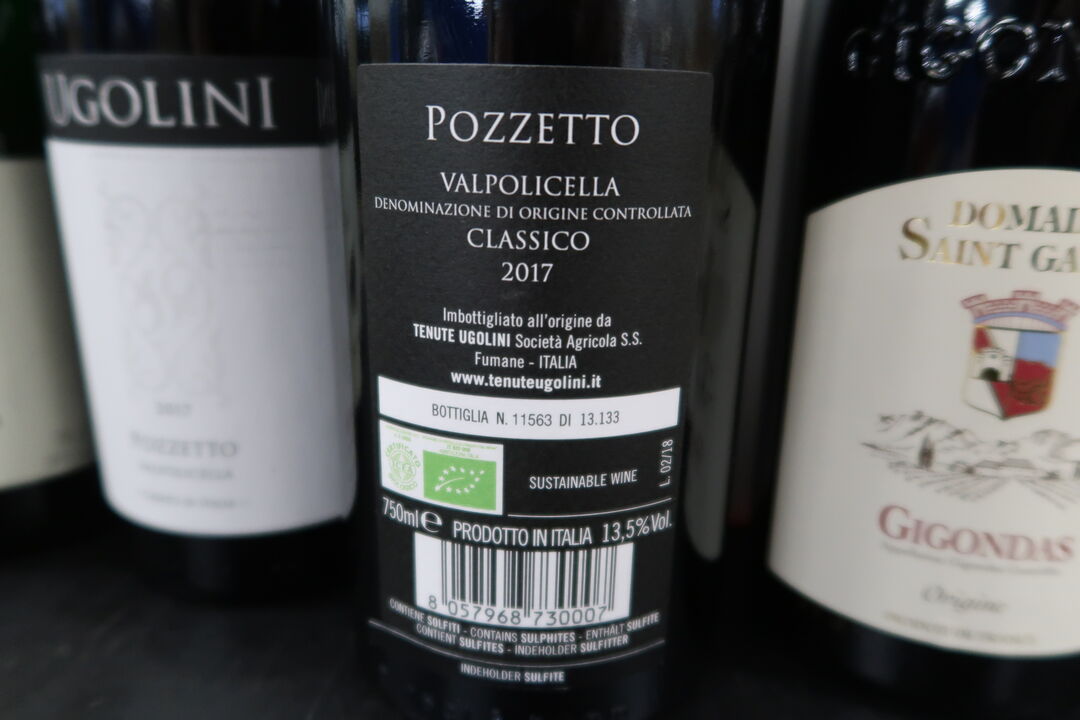 UGOLINI
2017
POZZETTO
POZZETTO
VALPOLICELLA
DENOMINAZIONE DI ORIGINE CONTROLLATA
CLASSICO
2017
Imbottigliato all'origine da
TENUTE UGOLINI Società Agricola S.S.
Fumane - ITALIA
www.tenuteugolini.it
BOTTIGLIA N. 11563 DI 13.133
CERTIFICATO
SUSTAINABLE WINE
L. 02/18
750ml e PRODOTTO IN ITALIA 13,5%Vol.
8 057968 730007
CONTIENE SOLFITI - CONTAINS SULPHITES - ENTHÄLT SULFITE
CONTIENT SULFITES - INDEHOLDER SULFITTER
INDEHOLDER SULFITE
GIGON
DOMAI
SAINT GA
GIGONDAS
Origine